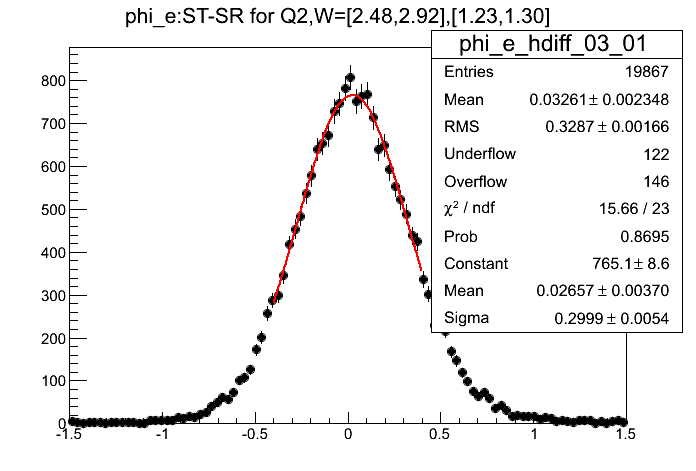 phi_e:ST-SR for Q2,W=[2.48,2.92],[1.23,1.30]
phi_e_hdiff_03_01
Entries 19867
Mean 0.03261 ± 0.002348
RMS 0.3287 ± 0.00166
Underflow 122
Overflow 146
χ² / ndf 15.66 / 23
Prob 0.8695
Constant 765.1 ± 8.6
Mean 0.02657 ± 0.00370
Sigma 0.2999 ± 0.0054
800
700
600
500
400
300
200
100
0
-1.5 -1 -0.5 0 0.5 1 1.5